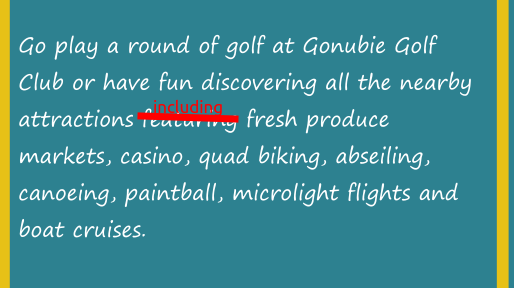 Go play a round of golf at Gonubie Golf
Club or have fun discovering all the nearby
including
attractions featuring fresh produce
markets, casino, quad biking, abseiling,
canoeing, paintball, microlight flights and
boat cruises.